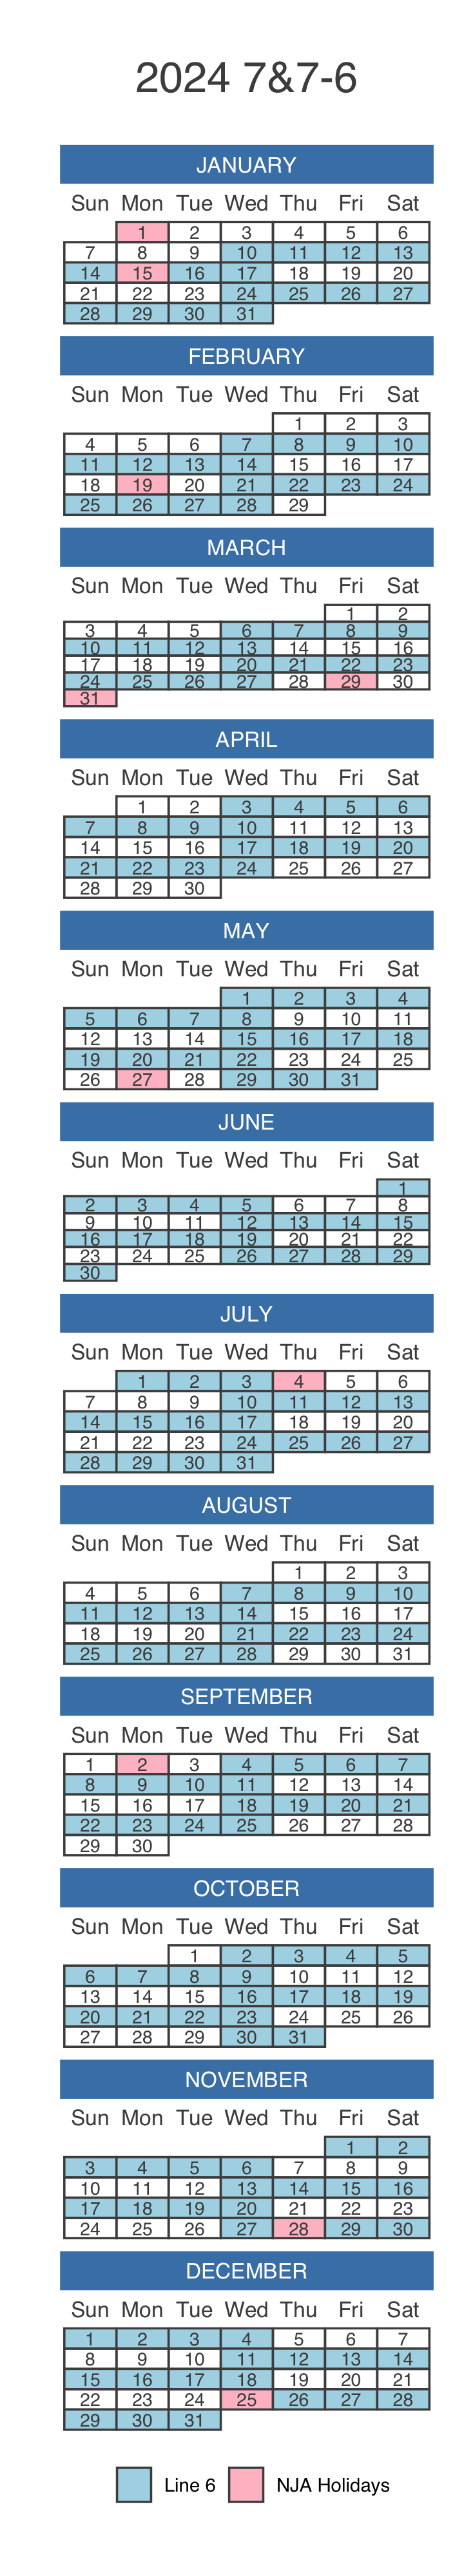 2024 7&7-6
JANUARY
Sun Mon Tue Wed Thu Fri Sat
1 2 3 4 5 6
7 8 9 10 11 12 13
14 15 16 17 18 19 20
21 22 23 24 25 26 27
28 29 30 31
FEBRUARY
Sun Mon Tue Wed Thu Fri Sat
1 2 3
4 5 6 7 8 9 10
11 12 13 14 15 16 17
18 19 20 21 22 23 24
25 26 27 28 29
MARCH
Sun Mon Tue Wed Thu Fri Sat
1 2
3 4 5 6 7 8 9
10 11 12 13 14 15 16
17 18 19 20 21 22 23
24 25 26 27 28 29 30
31
APRIL
Sun Mon Tue Wed Thu Fri Sat
1 2 3 4 5 6
7 8 9 10 11 12 13
14 15 16 17 18 19 20
21 22 23 24 25 26 27
28 29 30
MAY
Sun Mon Tue Wed Thu Fri Sat
1 2 3 4
5 6 7 8 9 10 11
12 13 14 15 16 17 18
19 20 21 22 23 24 25
26 27 28 29 30 31
JUNE
Sun Mon Tue Wed Thu Fri Sat
1
2 3 4 5 6 7 8
9 10 11 12 13 14 15
16 17 18 19 20 21 22
23 24 25 26 27 28 29
30
JULY
Sun Mon Tue Wed Thu Fri Sat
1 2 3 4 5 6
7 8 9 10 11 12 13
14 15 16 17 18 19 20
21 22 23 24 25 26 27
28 29 30 31
AUGUST
Sun Mon Tue Wed Thu Fri Sat
1 2 3
4 5 6 7 8 9 10
11 12 13 14 15 16 17
18 19 20 21 22 23 24
25 26 27 28 29 30 31
SEPTEMBER
Sun Mon Tue Wed Thu Fri Sat
1 2 3 4 5 6 7
8 9 10 11 12 13 14
15 16 17 18 19 20 21
22 23 24 25 26 27 28
29 30
OCTOBER
Sun Mon Tue Wed Thu Fri Sat
1 2 3 4 5
6 7 8 9 10 11 12
13 14 15 16 17 18 19
20 21 22 23 24 25 26
27 28 29 30 31
NOVEMBER
Sun Mon Tue Wed Thu Fri Sat
1 2
3 4 5 6 7 8 9
10 11 12 13 14 15 16
17 18 19 20 21 22 23
24 25 26 27 28 29 30
DECEMBER
Sun Mon Tue Wed Thu Fri Sat
1 2 3 4 5 6 7
8 9 10 11 12 13 14
15 16 17 18 19 20 21
22 23 24 25 26 27 28
29 30 31
Line 6 NJA Holidays